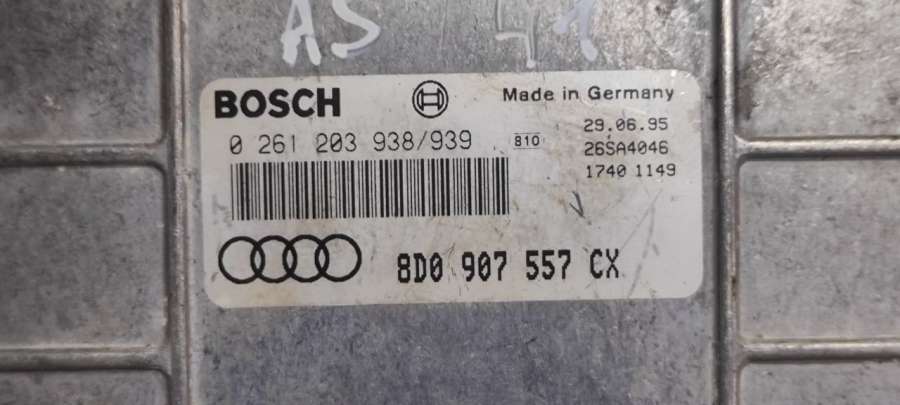 BOSCH
Made in Germany
0 261 203 938/939
810
29.06.95
26SA4046
1740 1149
8D0 907 557 CX